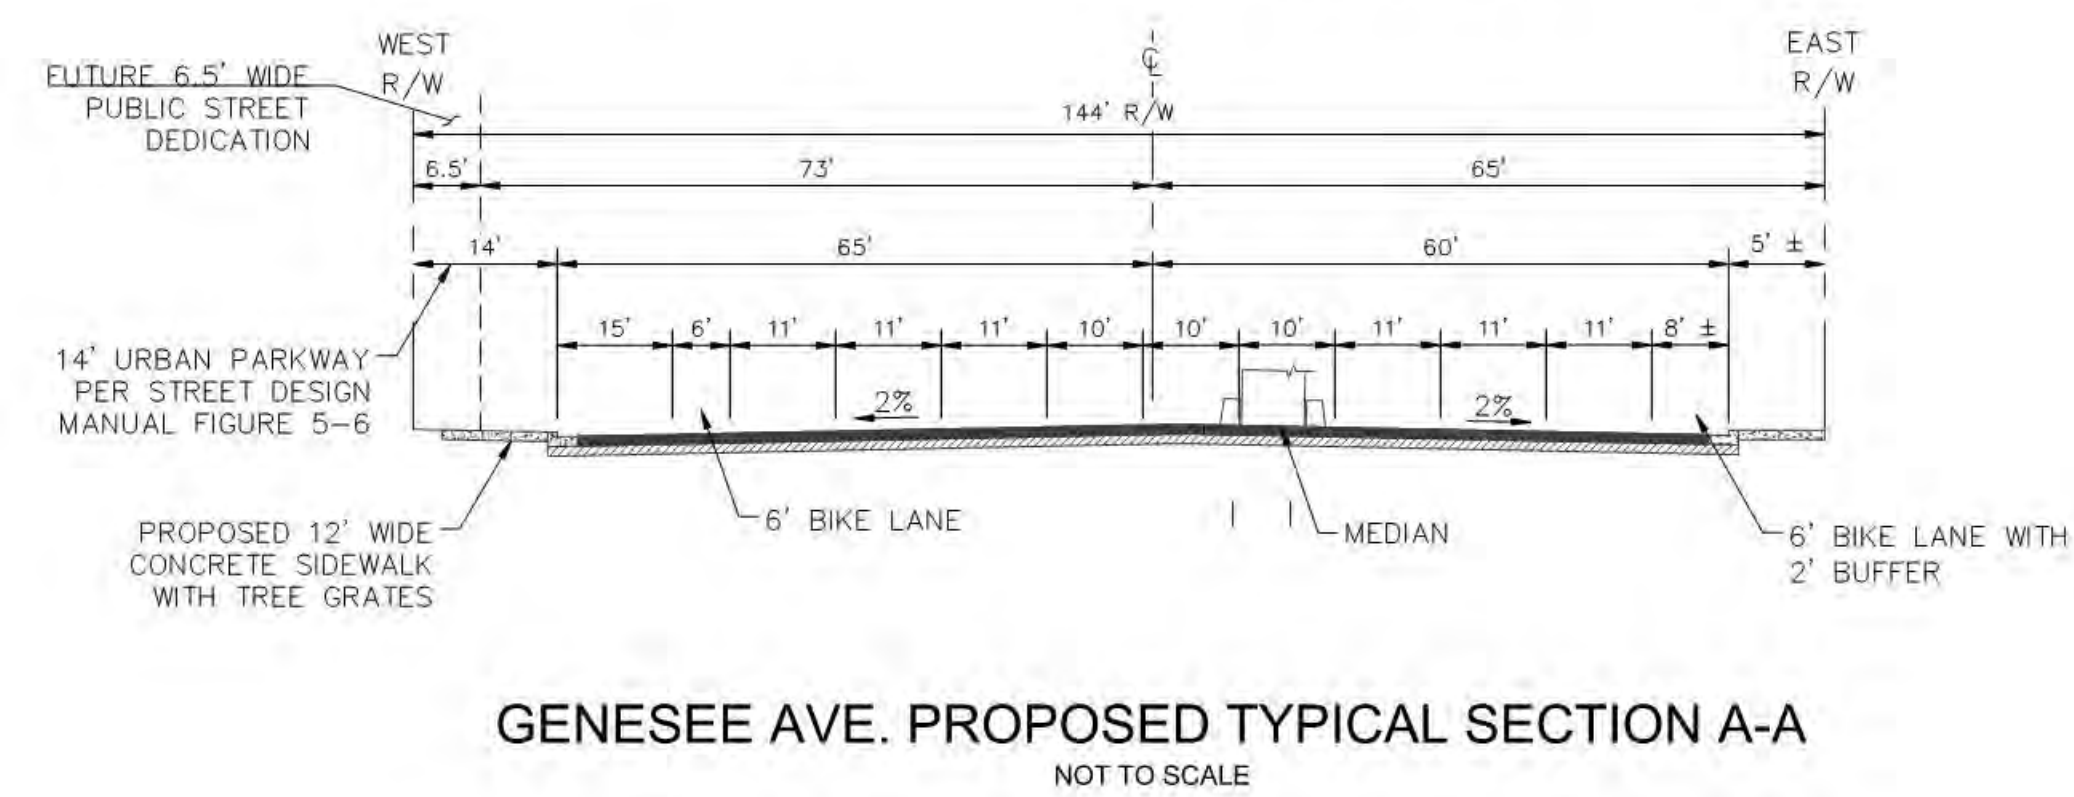 WEST
R/W
FUTURE 6.5' WIDE
PUBLIC STREET
DEDICATION
℄
EAST
R/W
144' R/W
6.5' 73' 65'
14' 65' 60' 5' ±
15' 6' 11' 11' 11' 10' 10' 10' 11' 11' 11' 8' ±
14' URBAN PARKWAY
PER STREET DESIGN
MANUAL FIGURE 5-6
2% 2%
PROPOSED 12' WIDE
CONCRETE SIDEWALK
WITH TREE GRATES
6' BIKE LANE
MEDIAN
6' BIKE LANE WITH
2' BUFFER
GENESEE AVE. PROPOSED TYPICAL SECTION A-A
NOT TO SCALE